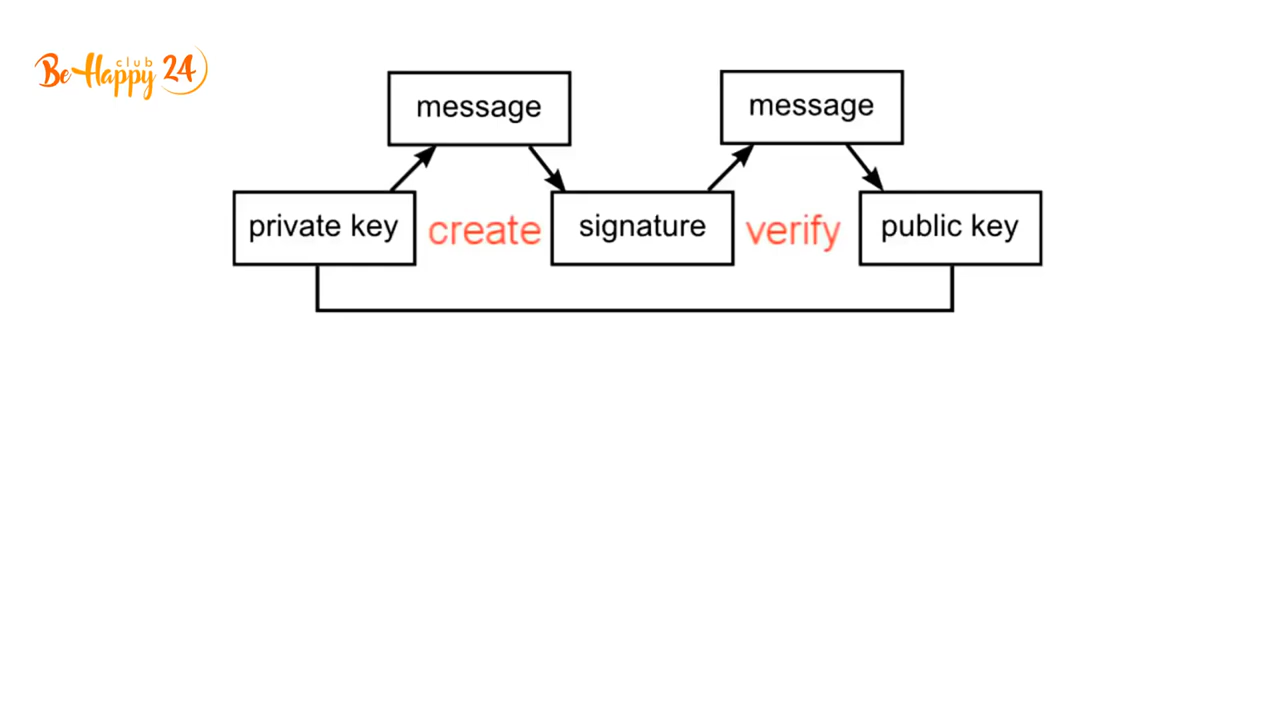 Be Happy club 24
message
message
private key
create
signature
verify
public key